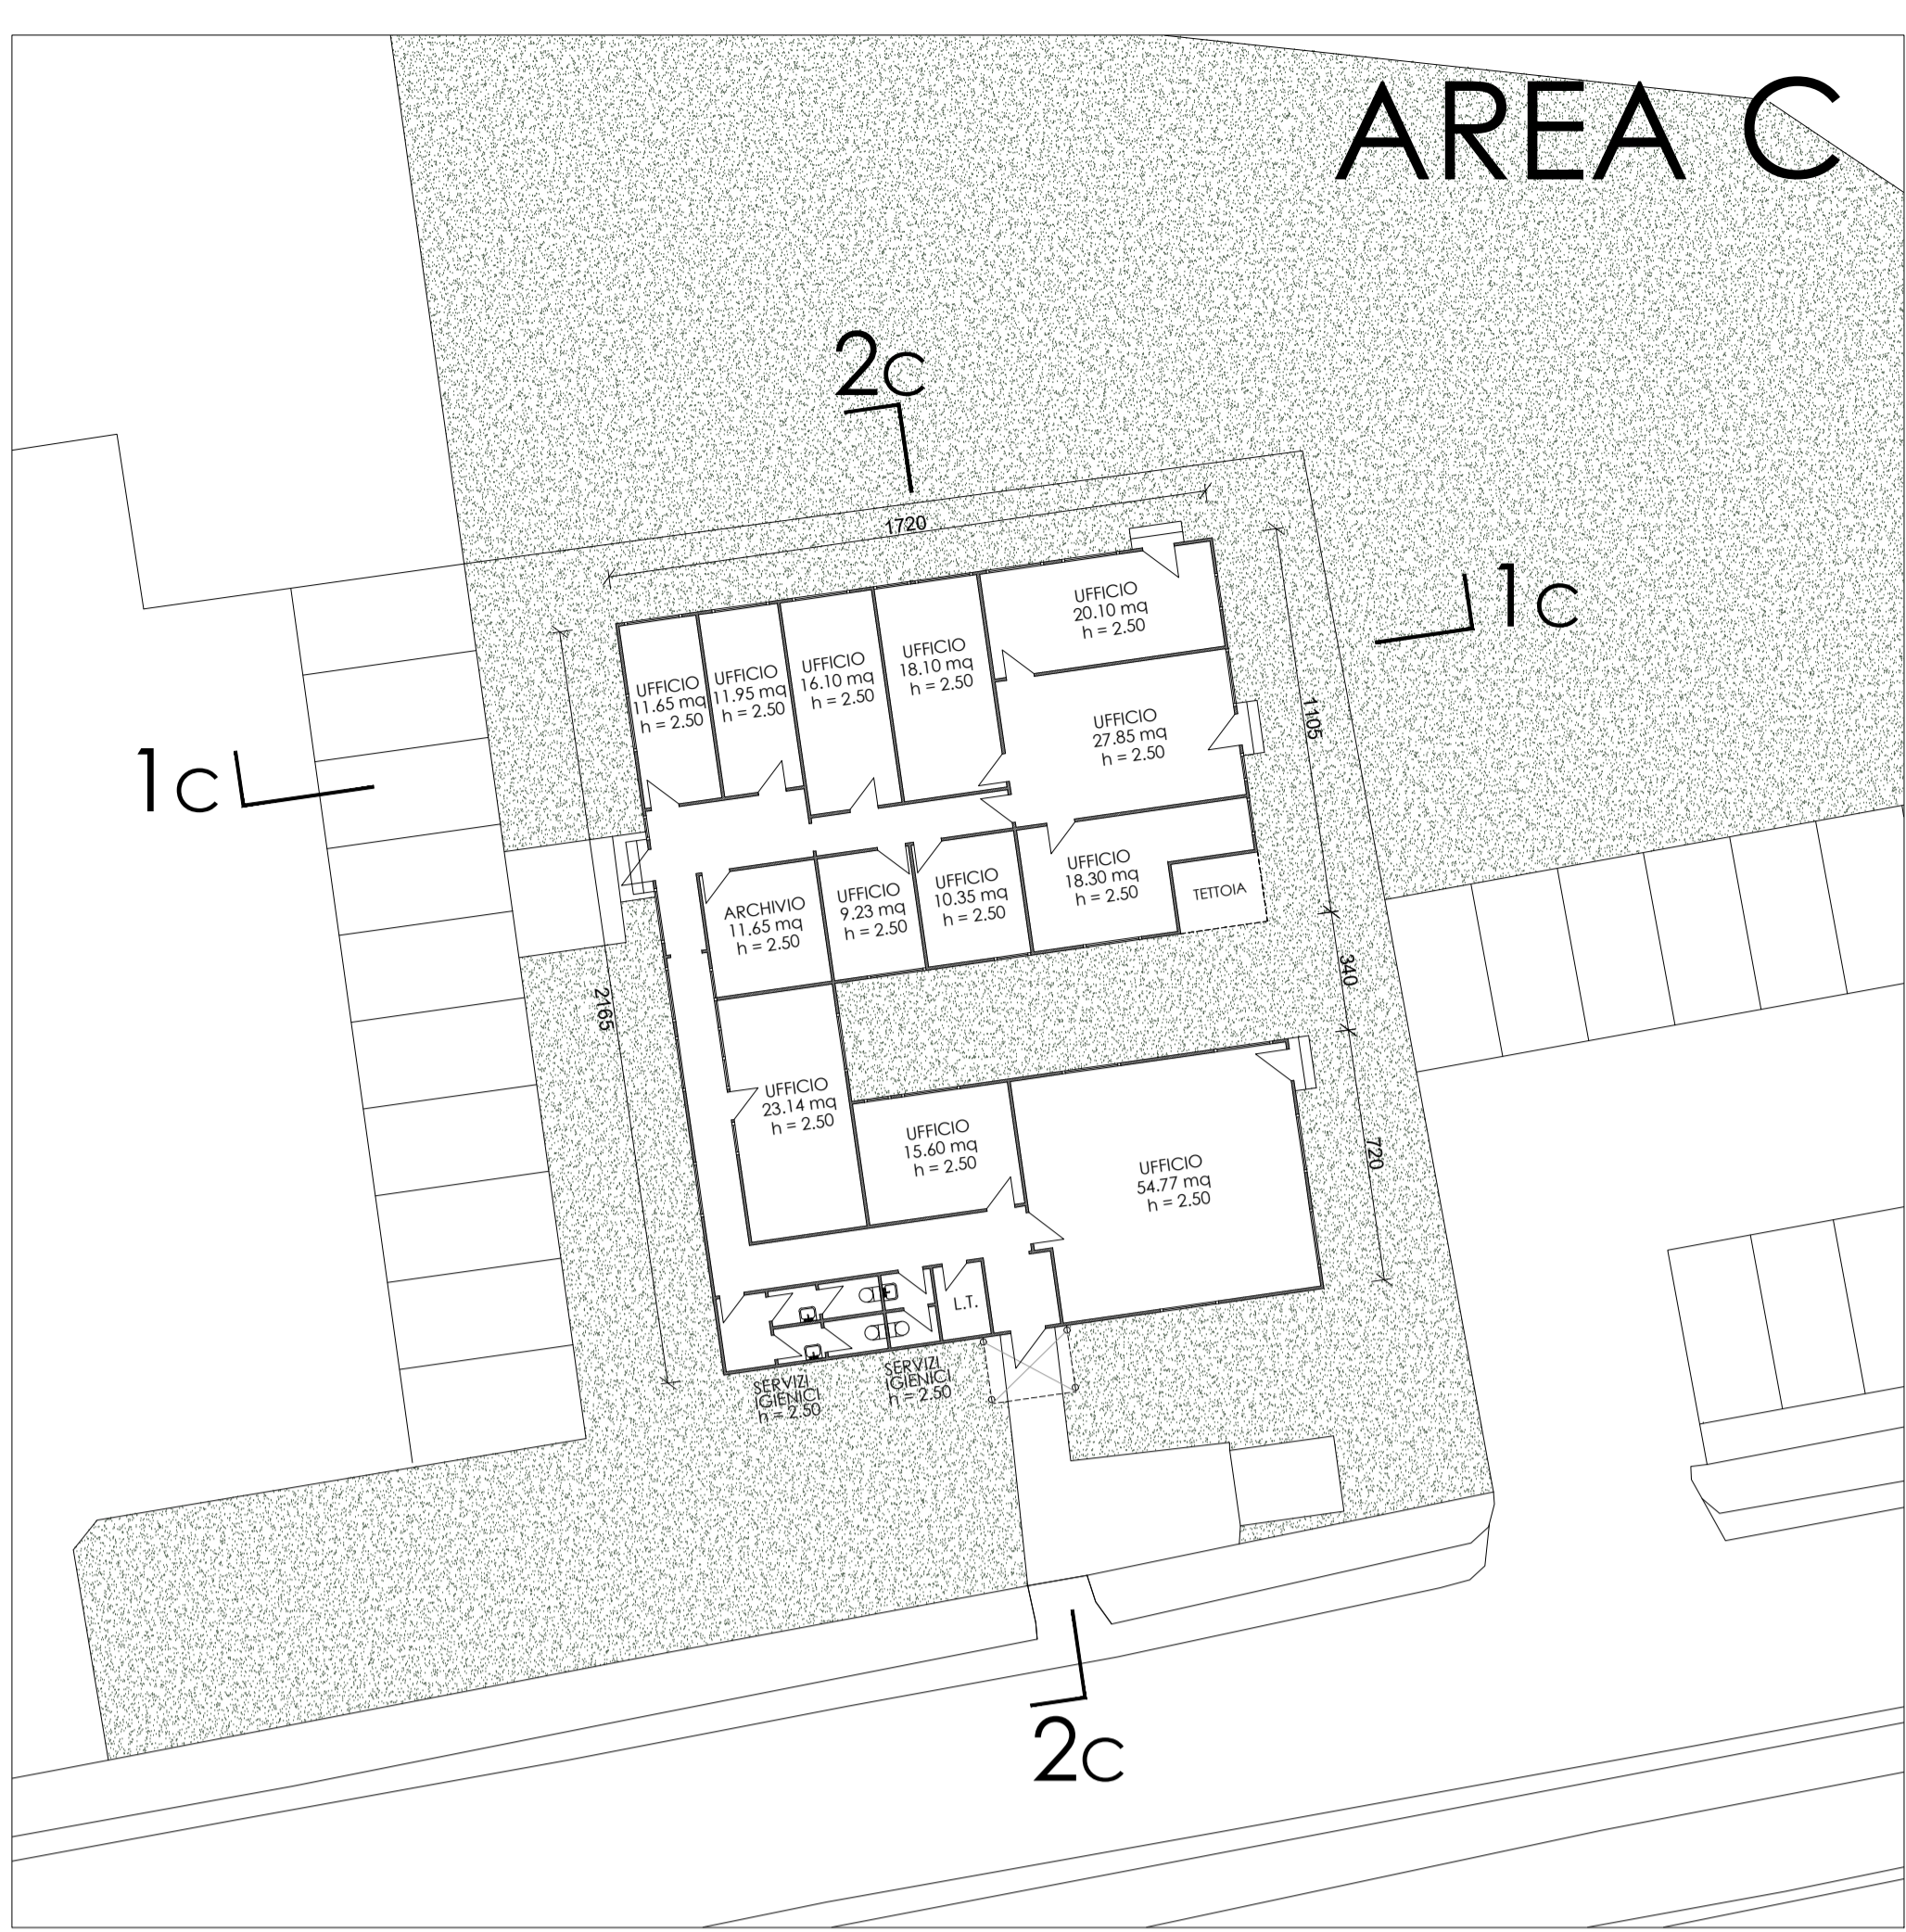 AREA C
2C
1720
1C
UFFICIO
20.10 mq
h = 2.50
UFFICIO
18.10 mq
h = 2.50
UFFICIO
16.10 mq
h = 2.50
UFFICIO
11.95 mq
h = 2.50
UFFICIO
11.65 mq
h = 2.50
UFFICIO
27.85 mq
h = 2.50
1105
1C
UFFICIO
18.30 mq
h = 2.50
TETTOIA
UFFICIO
10.35 mq
h = 2.50
UFFICIO
9.23 mq
h = 2.50
ARCHIVIO
11.65 mq
h = 2.50
340
2165
UFFICIO
23.14 mq
h = 2.50
UFFICIO
15.60 mq
h = 2.50
UFFICIO
54.77 mq
h = 2.50
720
L.T.
SERVIZI
IGIENICI
h = 2.50
SERVIZI
IGIENICI
h = 2.50
2C